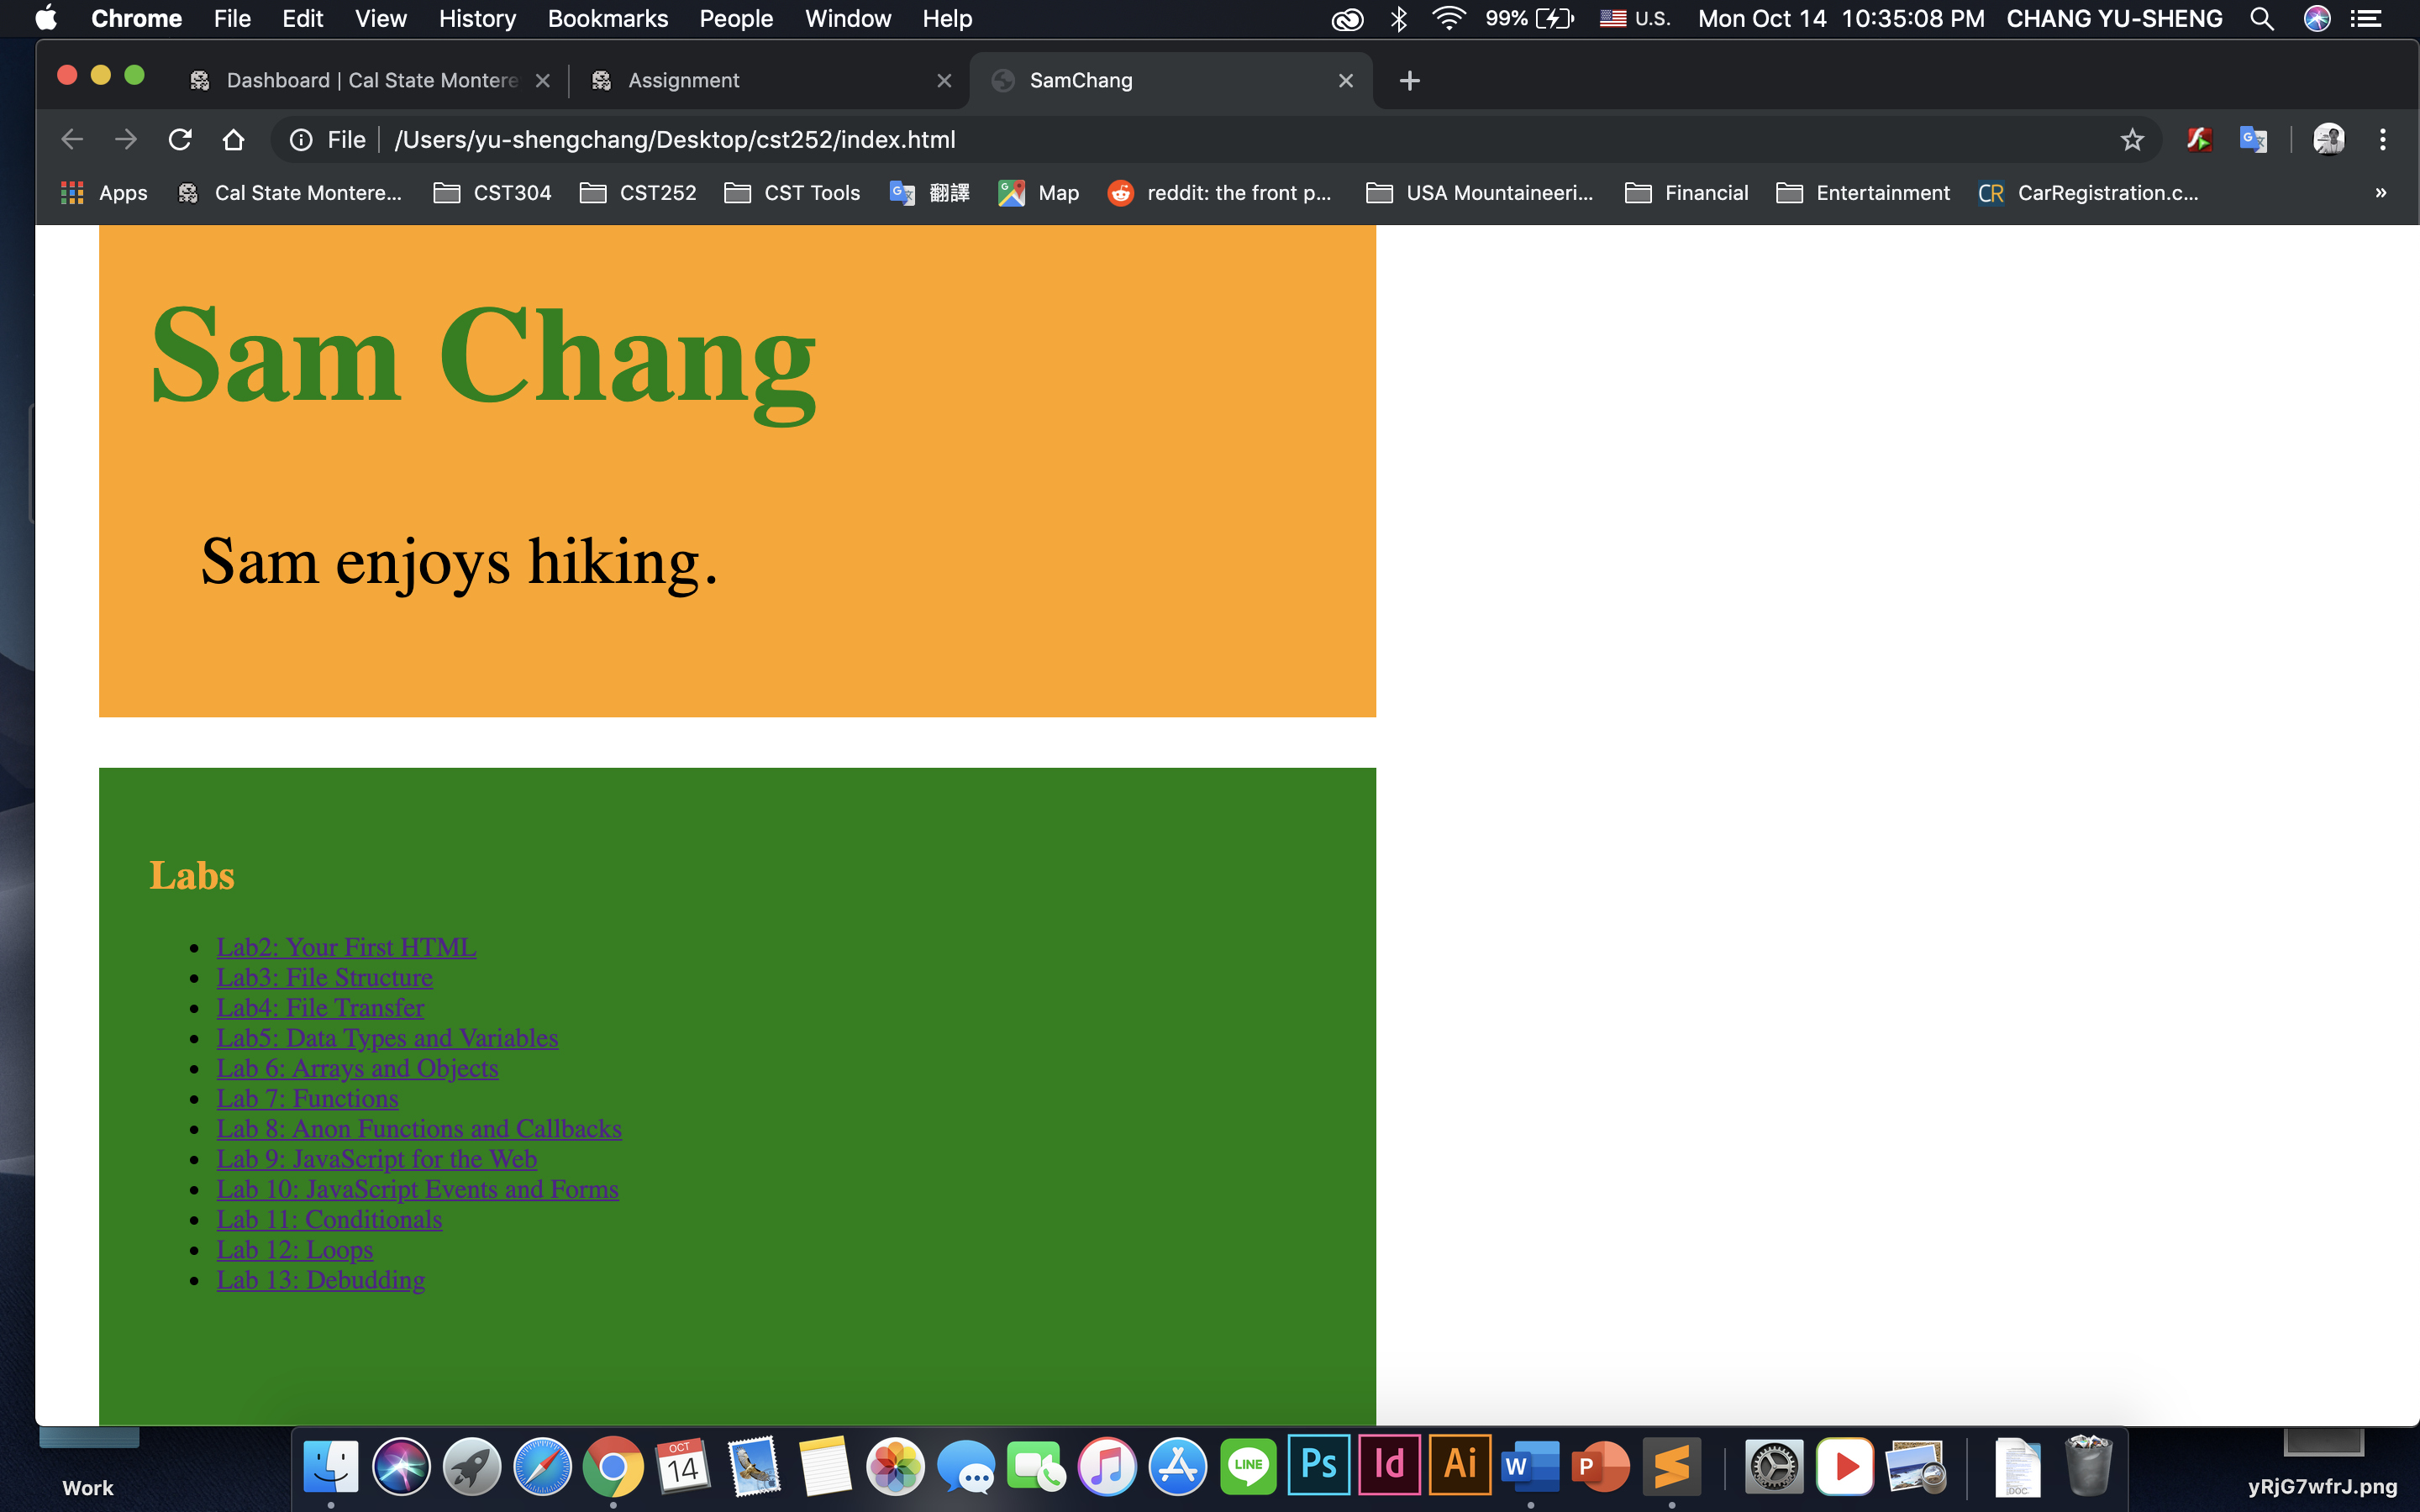 Chrome File Edit View History Bookmarks People Window Help 99% U.S. Mon Oct 14 10:35:08 PM CHANG YU-SHENG
Dashboard | Cal State Montere Assignment SamChang
File /Users/yu-shengchang/Desktop/cst252/index.html
Apps Cal State Montere... CST304 CST252 CST Tools 翻譯 Map reddit: the front p... USA Mountaineeri... Financial Entertainment CR CarRegistration.c... »
Sam Chang
Sam enjoys hiking.
Labs
• Lab2: Your First HTML
• Lab3: File Structure
• Lab4: File Transfer
• Lab5: Data Types and Variables
• Lab 6: Arrays and Objects
• Lab 7: Functions
• Lab 8: Anon Functions and Callbacks
• Lab 9: JavaScript for the Web
• Lab 10: JavaScript Events and Forms
• Lab 11: Conditionals
• Lab 12: Loops
• Lab 13: Debudding
OCT
14 LINE Ps Id Ai W P DOC
Work yRjG7wfrJ.png